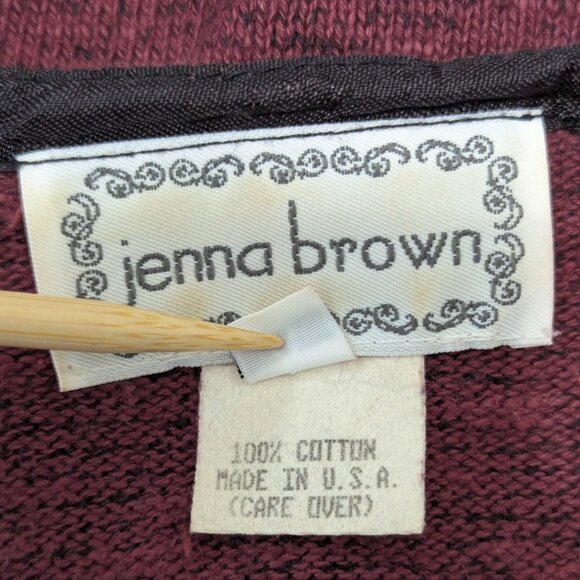 jenna brown
100% COTTON
MADE IN U.S.A.
(CARE OVER)